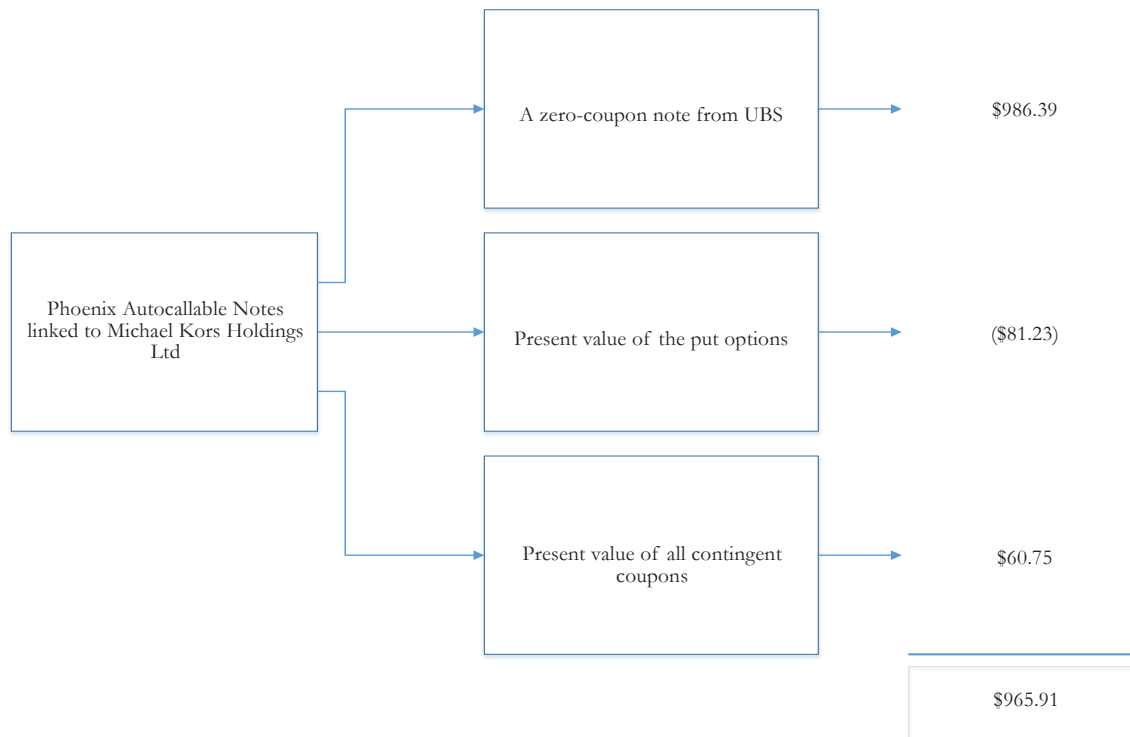 A zero-coupon note from UBS
$986.39
Phoenix Autocallable Notes
linked to Michael Kors Holdings
Ltd
Present value of the put options
($81.23)
Present value of all contingent
coupons
$60.75
$965.91